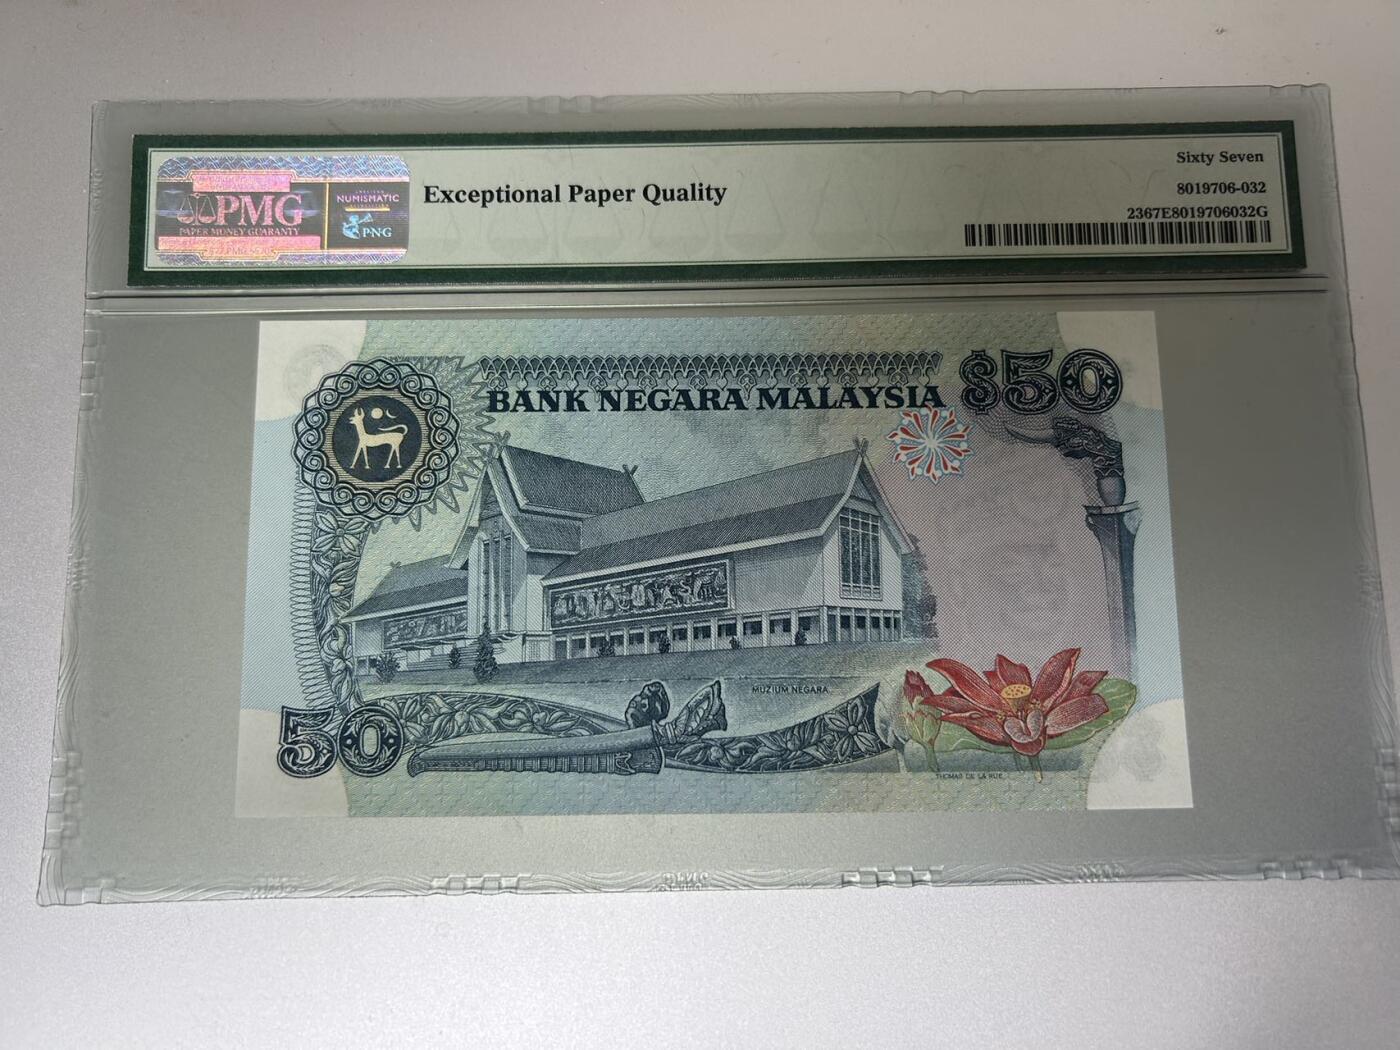 PMG
PAPER MONEY GUARANTY
NUMISMATIC
PNG
Exceptional Paper Quality
Sixty Seven
8019706-032
2367E8019706032G
BANK NEGARA MALAYSIA
$50
MUZIUM NEGARA
50
THOMAS DE LA RUE